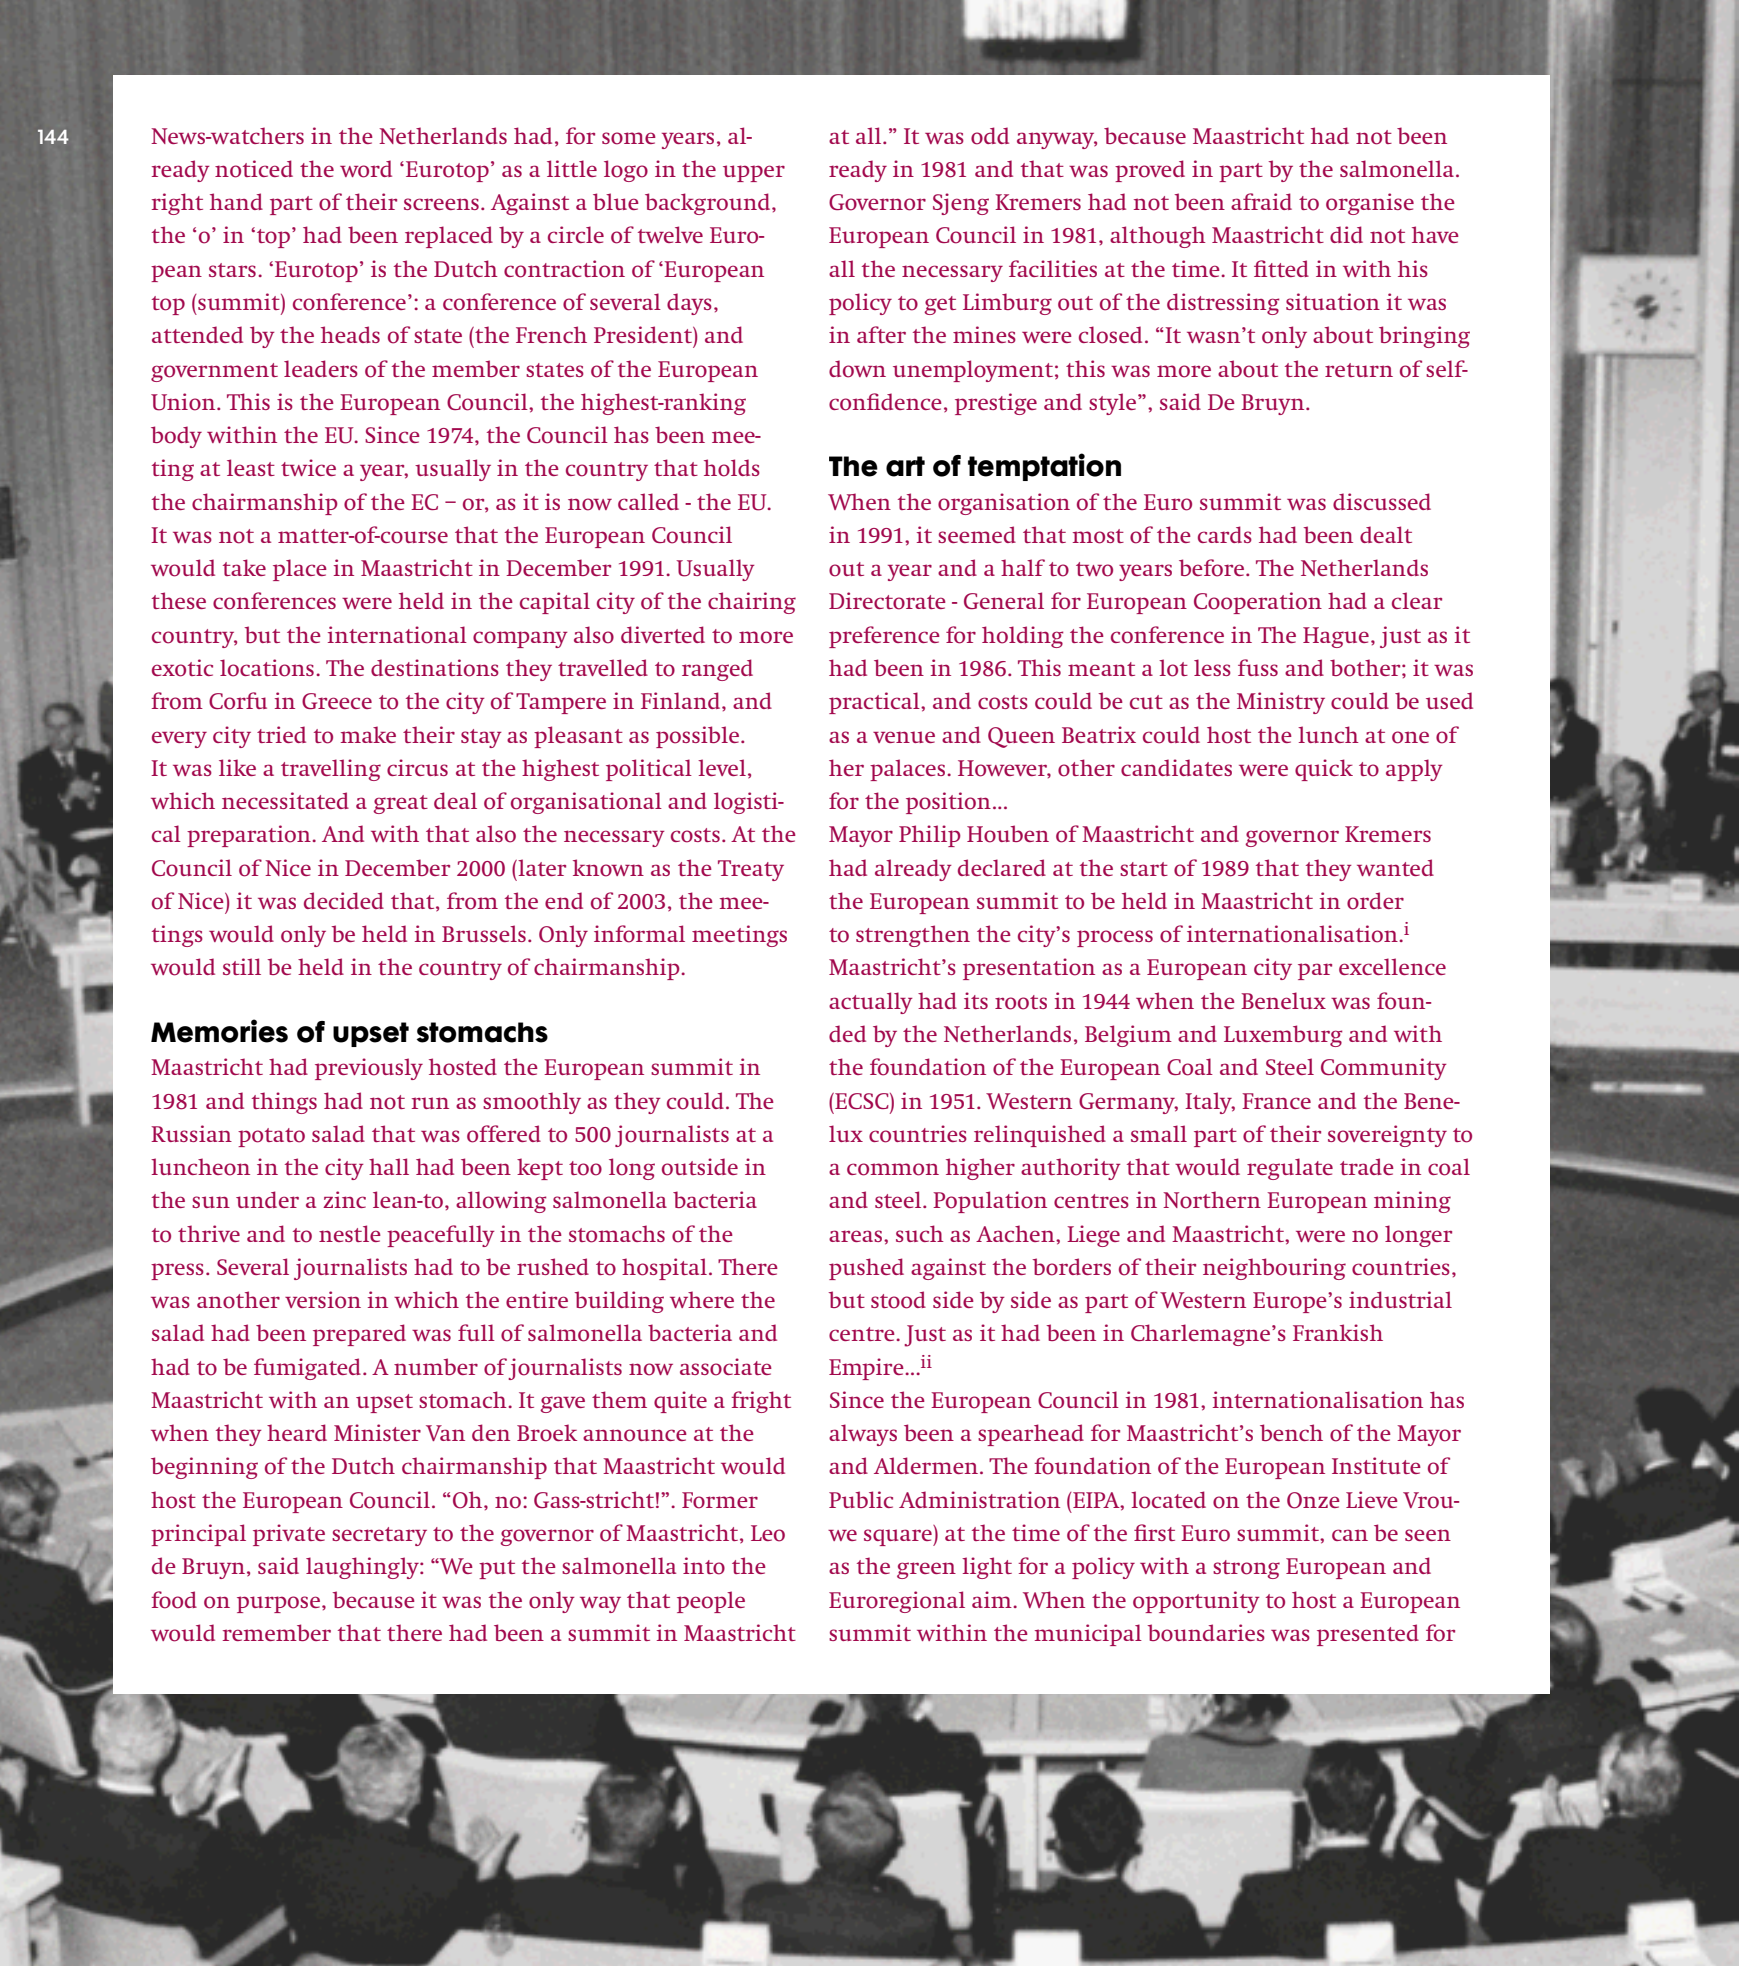 144
News-watchers in the Netherlands had, for some years, al-
ready noticed the word ‘Eurotop’ as a little logo in the upper
right hand part of their screens. Against a blue background,
the ‘o’ in ‘top’ had been replaced by a circle of twelve Euro-
pean stars. ‘Eurotop’ is the Dutch contraction of ‘European
top (summit) conference’: a conference of several days,
attended by the heads of state (the French President) and
government leaders of the member states of the European
Union. This is the European Council, the highest-ranking
body within the EU. Since 1974, the Council has been mee-
ting at least twice a year, usually in the country that holds
the chairmanship of the EC – or, as it is now called - the EU.
It was not a matter-of-course that the European Council
would take place in Maastricht in December 1991. Usually
these conferences were held in the capital city of the chairing
country, but the international company also diverted to more
exotic locations. The destinations they travelled to ranged
from Corfu in Greece to the city of Tampere in Finland, and
every city tried to make their stay as pleasant as possible.
It was like a travelling circus at the highest political level,
which necessitated a great deal of organisational and logisti-
cal preparation. And with that also the necessary costs. At the
Council of Nice in December 2000 (later known as the Treaty
of Nice) it was decided that, from the end of 2003, the mee-
tings would only be held in Brussels. Only informal meetings
would still be held in the country of chairmanship.
Memories of upset stomachs
Maastricht had previously hosted the European summit in
1981 and things had not run as smoothly as they could. The
Russian potato salad that was offered to 500 journalists at a
luncheon in the city hall had been kept too long outside in
the sun under a zinc lean-to, allowing salmonella bacteria
to thrive and to nestle peacefully in the stomachs of the
press. Several journalists had to be rushed to hospital. There
was another version in which the entire building where the
salad had been prepared was full of salmonella bacteria and
had to be fumigated. A number of journalists now associate
Maastricht with an upset stomach. It gave them quite a fright
when they heard Minister Van den Broek announce at the
beginning of the Dutch chairmanship that Maastricht would
host the European Council. “Oh, no: Gass-stricht!”. Former
principal private secretary to the governor of Maastricht, Leo
de Bruyn, said laughingly: “We put the salmonella into the
food on purpose, because it was the only way that people
would remember that there had been a summit in Maastricht
at all.” It was odd anyway, because Maastricht had not been
ready in 1981 and that was proved in part by the salmonella.
Governor Sjeng Kremers had not been afraid to organise the
European Council in 1981, although Maastricht did not have
all the necessary facilities at the time. It fitted in with his
policy to get Limburg out of the distressing situation it was
in after the mines were closed. “It wasn’t only about bringing
down unemployment; this was more about the return of self-
confidence, prestige and style”, said De Bruyn.
The art of temptation
When the organisation of the Euro summit was discussed
in 1991, it seemed that most of the cards had been dealt
out a year and a half to two years before. The Netherlands
Directorate - General for European Cooperation had a clear
preference for holding the conference in The Hague, just as it
had been in 1986. This meant a lot less fuss and bother; it was
practical, and costs could be cut as the Ministry could be used
as a venue and Queen Beatrix could host the lunch at one of
her palaces. However, other candidates were quick to apply
for the position...
Mayor Philip Houben of Maastricht and governor Kremers
had already declared at the start of 1989 that they wanted
the European summit to be held in Maastricht in order
to strengthen the city’s process of internationalisation.i
Maastricht’s presentation as a European city par excellence
actually had its roots in 1944 when the Benelux was foun-
ded by the Netherlands, Belgium and Luxemburg and with
the foundation of the European Coal and Steel Community
(ECSC) in 1951. Western Germany, Italy, France and the Bene-
lux countries relinquished a small part of their sovereignty to
a common higher authority that would regulate trade in coal
and steel. Population centres in Northern European mining
areas, such as Aachen, Liege and Maastricht, were no longer
pushed against the borders of their neighbouring countries,
but stood side by side as part of Western Europe’s industrial
centre. Just as it had been in Charlemagne’s Frankish
Empire...ii
Since the European Council in 1981, internationalisation has
always been a spearhead for Maastricht’s bench of the Mayor
and Aldermen. The foundation of the European Institute of
Public Administration (EIPA, located on the Onze Lieve Vrou-
we square) at the time of the first Euro summit, can be seen
as the green light for a policy with a strong European and
Euroregional aim. When the opportunity to host a European
summit within the municipal boundaries was presented for